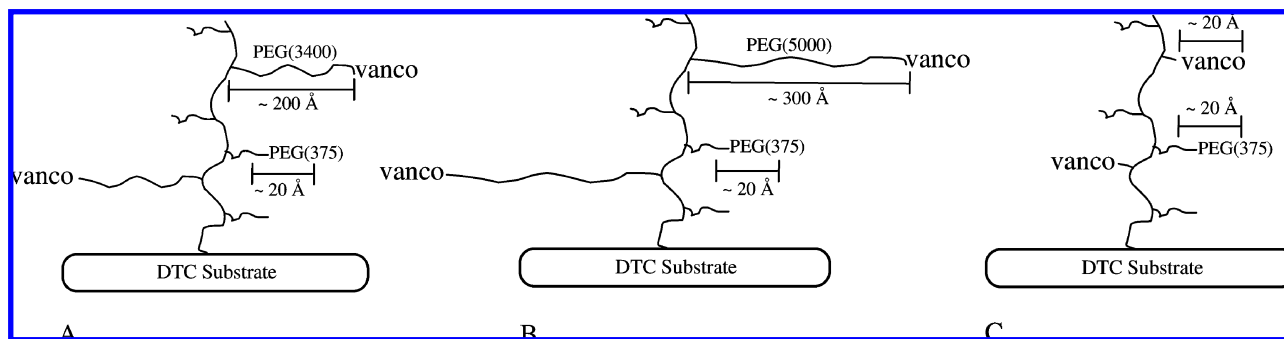 PEG(3400)
vanco
~ 200 Å
PEG(375)
vanco
~ 20 Å
DTC Substrate
A
PEG(5000)
vanco
~ 300 Å
PEG(375)
vanco
~ 20 Å
DTC Substrate
B
~ 20 Å
vanco
~ 20 Å
PEG(375)
vanco
DTC Substrate
C